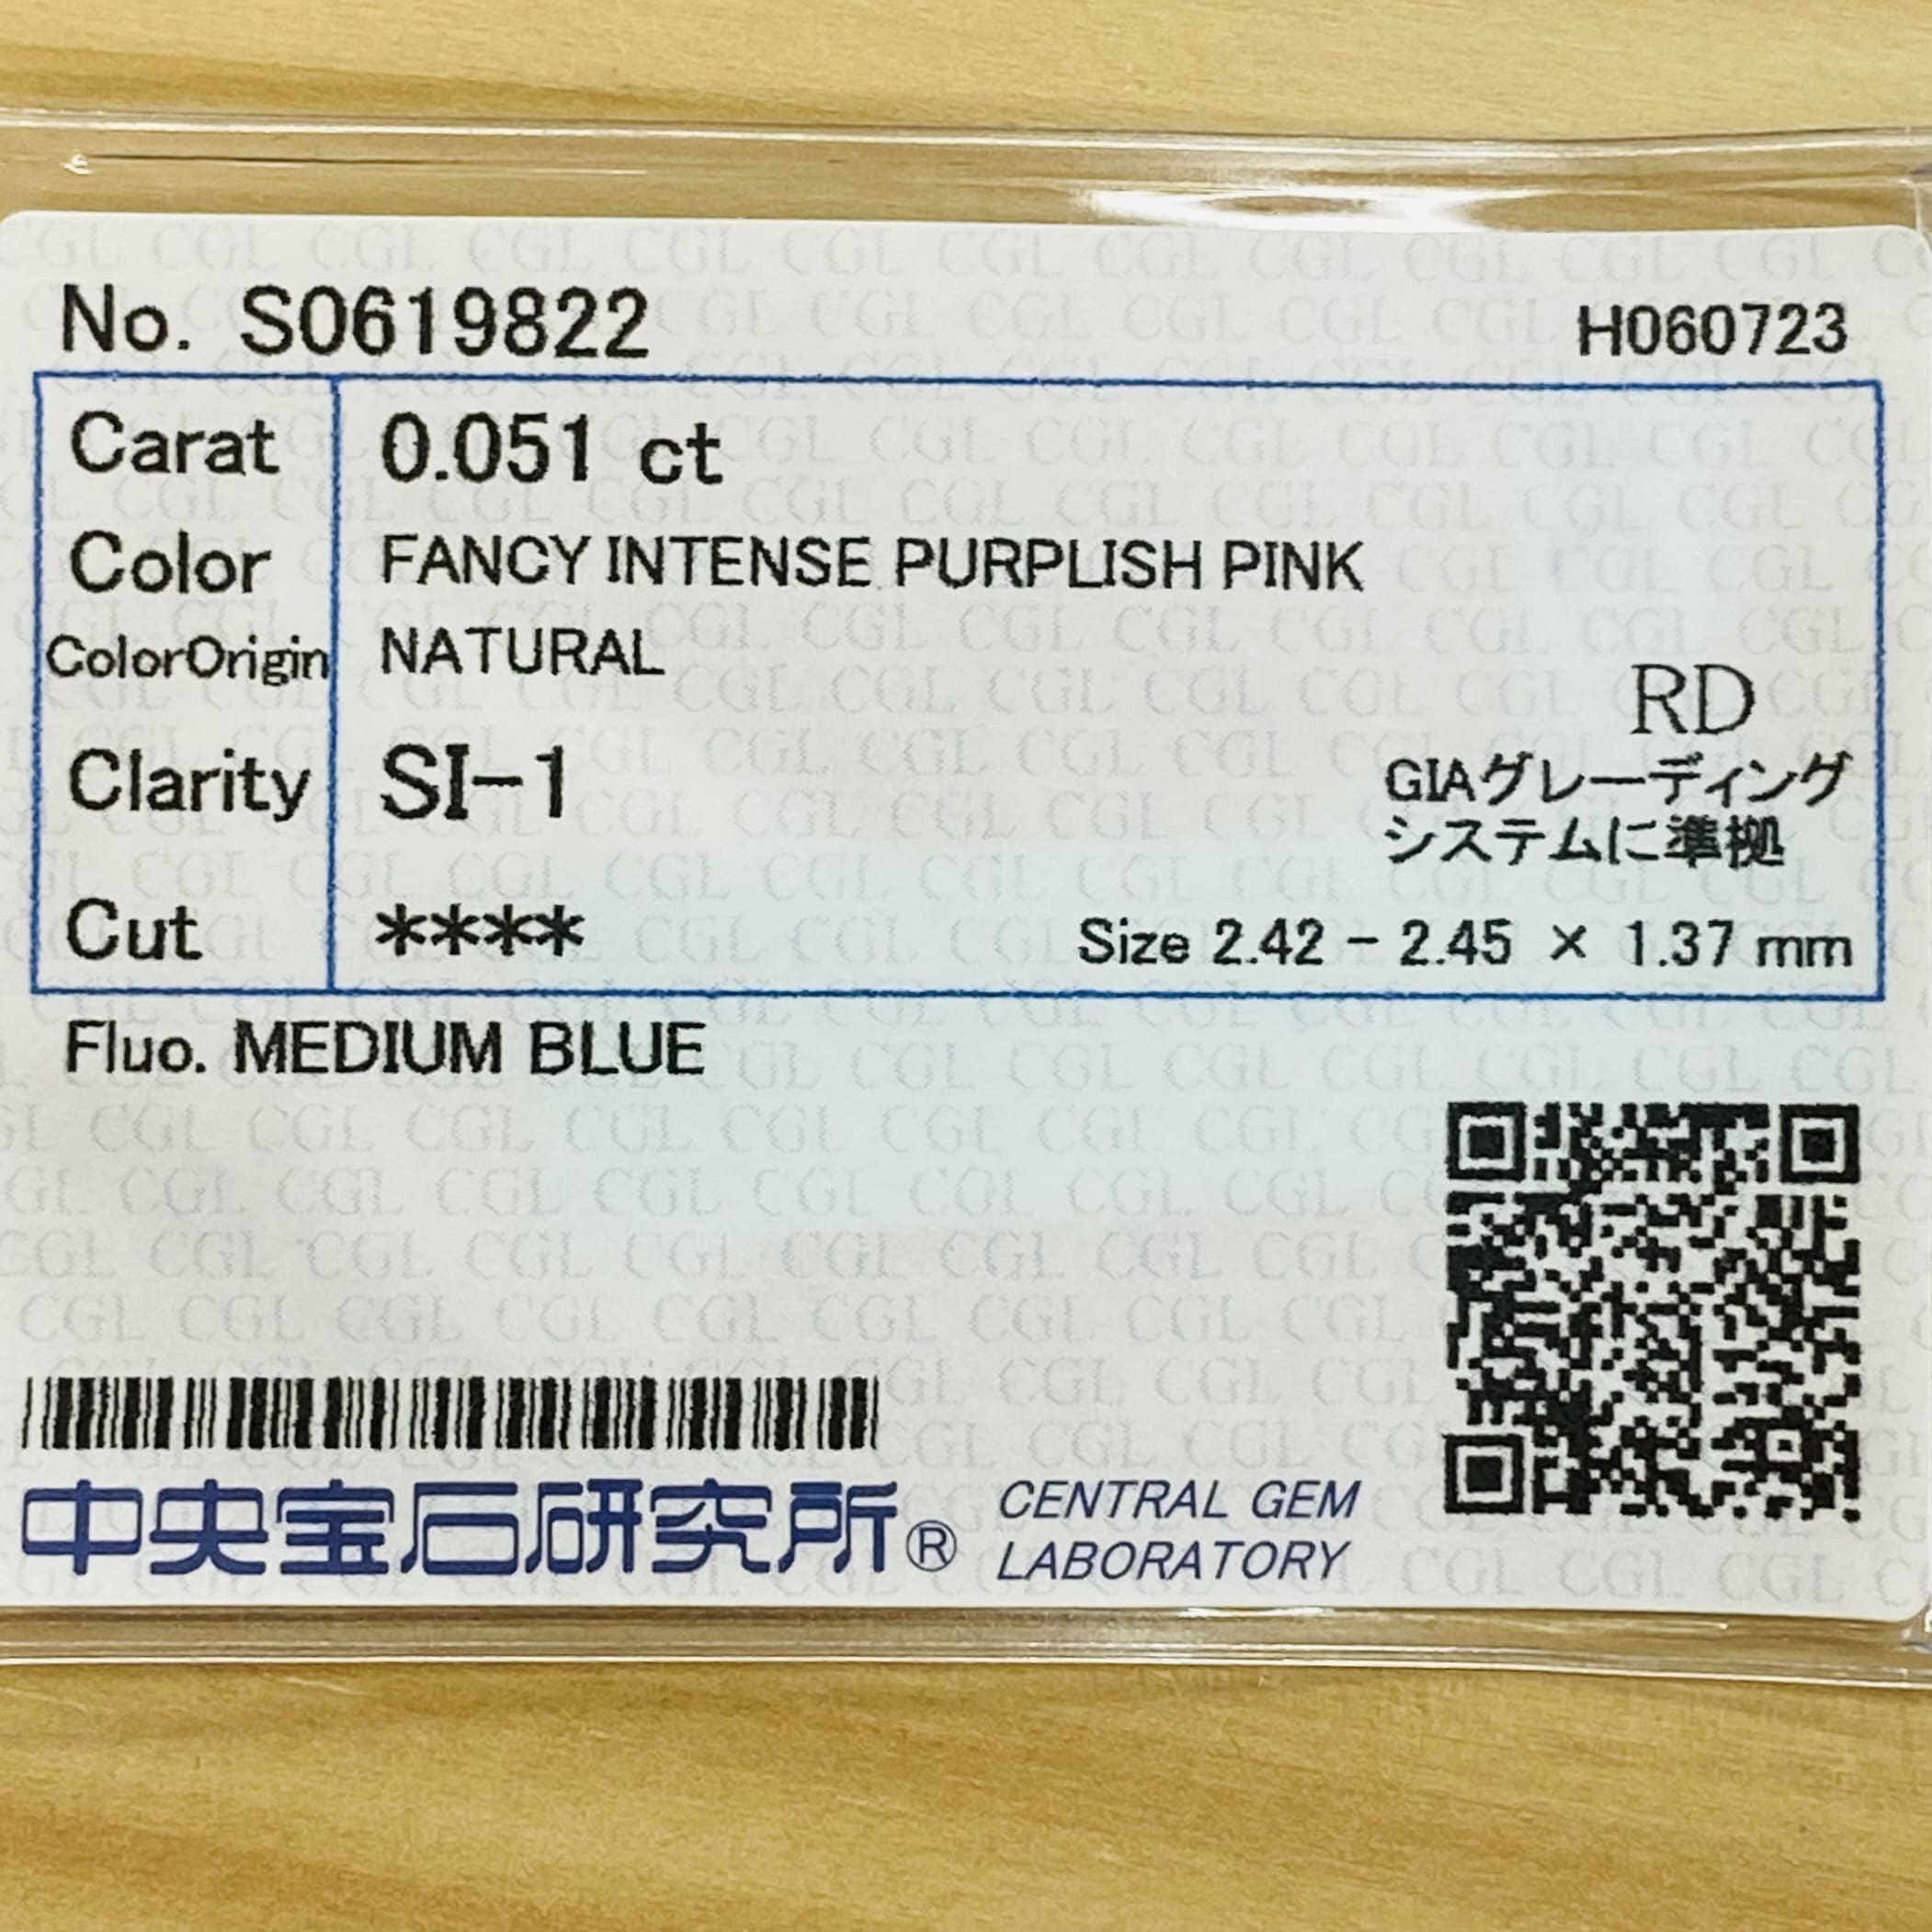 No. S0619822
H060723
Carat 0.051 ct
Color FANCY INTENSE PURPLISH PINK
ColorOrigin NATURAL
RD
Clarity SI-1
GIAグレーディング
システムに準拠
Cut ****
Size 2.42 - 2.45 × 1.37 mm
Fluo. MEDIUM BLUE
中央宝石研究所®
CENTRAL GEM
LABORATORY